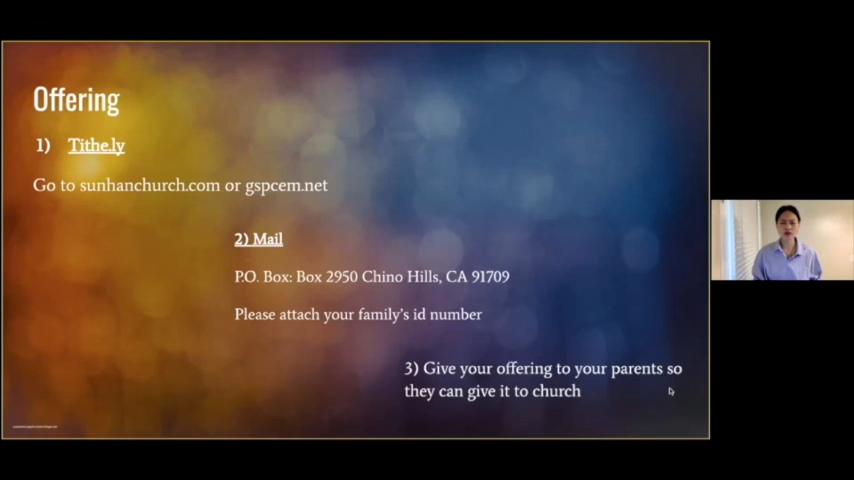 Offering
1) Tithe.ly
Go to sunhanchurch.com or gspcem.net
2) Mail
P.O. Box: Box 2950 Chino Hills, CA 91709
Please attach your family's id number
3) Give your offering to your parents so
they can give it to church